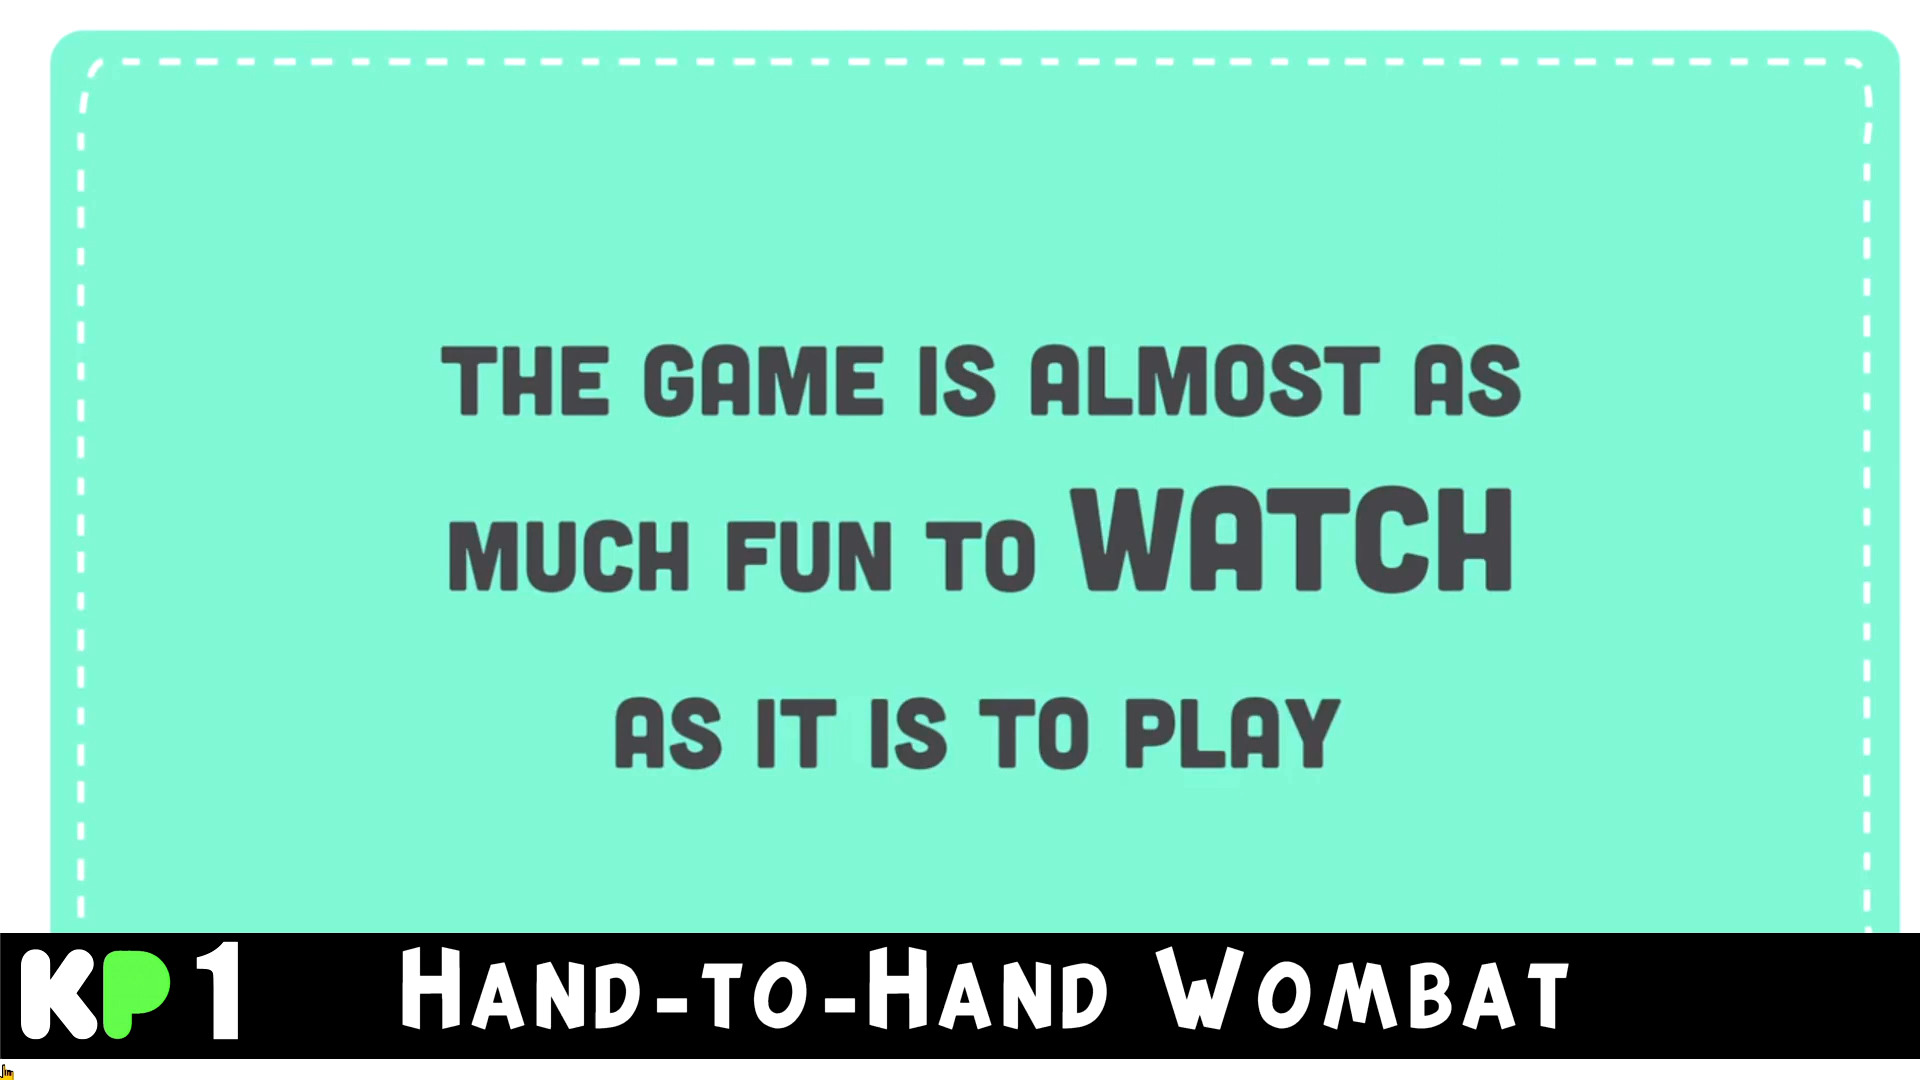 THE GAME IS ALMOST AS
MUCH FUN TO WATCH
AS IT IS TO PLAY
KP1 HAND-TO-HAND WOMBAT